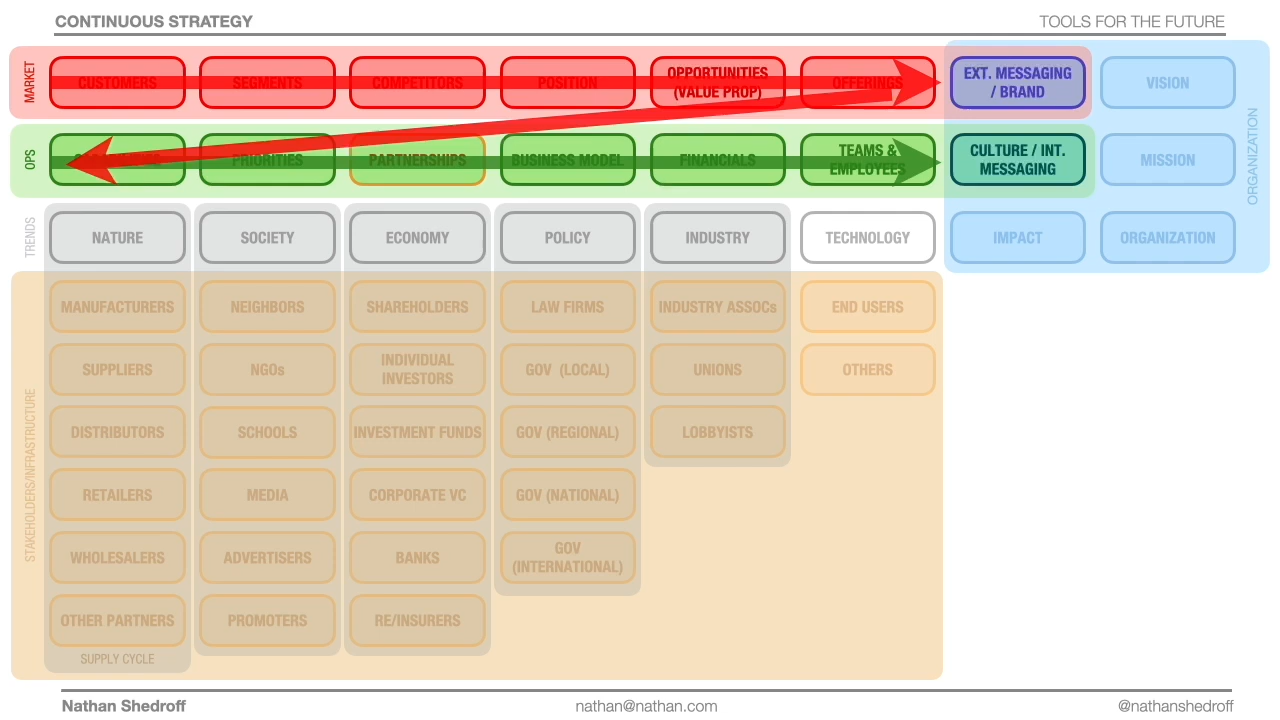 CONTINUOUS STRATEGY
TOOLS FOR THE FUTURE
MARKET
CUSTOMERS
SEGMENTS
COMPETITORS
POSITION
OPPORTUNITIES
(VALUE PROP)
OFFERINGS
EXT. MESSAGING
/ BRAND
VISION
OPS
PRIORITIES
PARTNERSHIPS
BUSINESS MODEL
FINANCIALS
TEAMS &
EMPLOYEES
CULTURE / INT.
MESSAGING
MISSION
ORGANIZATION
TRENDS
NATURE
SOCIETY
ECONOMY
POLICY
INDUSTRY
TECHNOLOGY
IMPACT
ORGANIZATION
STAKEHOLDERS/INFRASTRUCTURE
MANUFACTURERS
NEIGHBORS
SHAREHOLDERS
LAW FIRMS
INDUSTRY ASSOCs
END USERS
SUPPLIERS
NGOs
INDIVIDUAL
INVESTORS
GOV (LOCAL)
UNIONS
OTHERS
DISTRIBUTORS
SCHOOLS
INVESTMENT FUNDS
GOV (REGIONAL)
LOBBYISTS
RETAILERS
MEDIA
CORPORATE VC
GOV (NATIONAL)
WHOLESALERS
ADVERTISERS
BANKS
GOV
(INTERNATIONAL)
OTHER PARTNERS
PROMOTERS
RE/INSURERS
SUPPLY CYCLE
Nathan Shedroff
nathan@nathan.com
@nathanshedroff